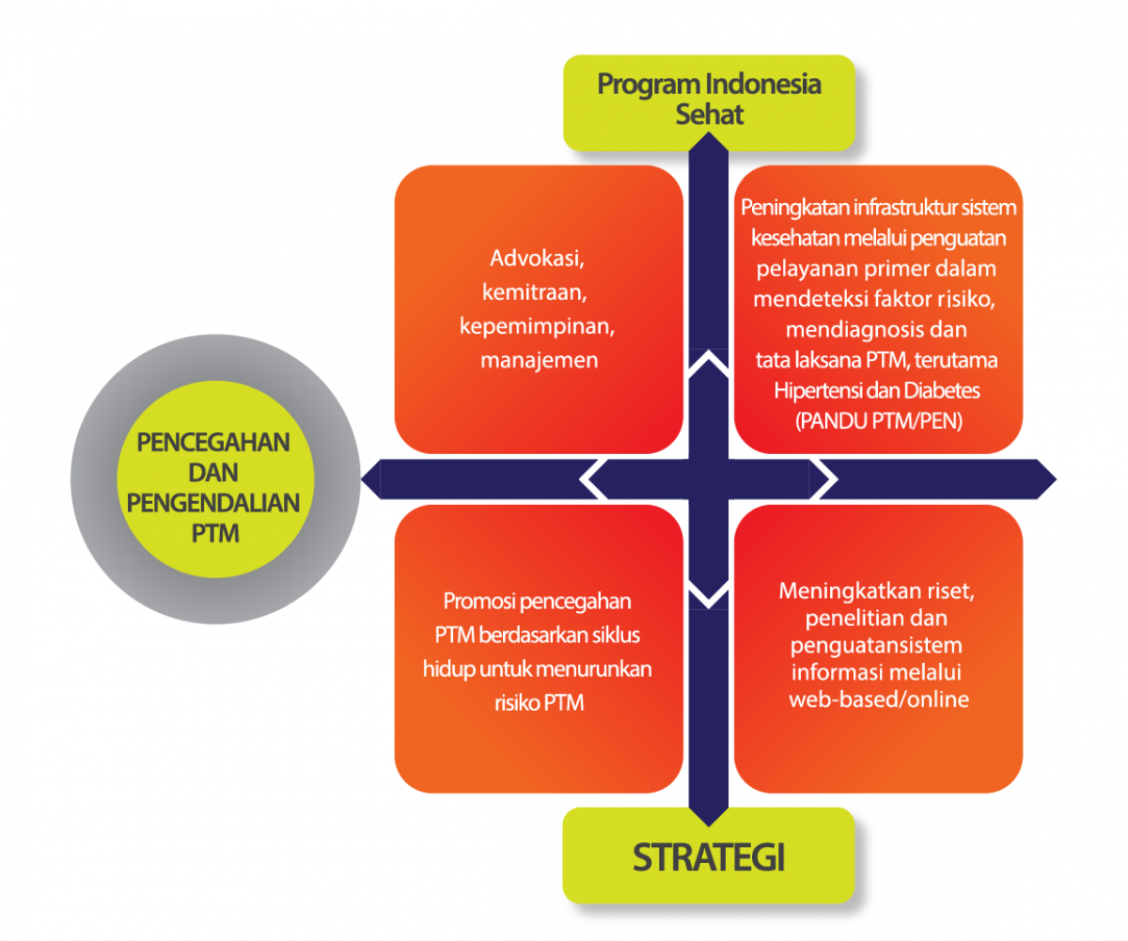 Program Indonesia
Sehat
Advokasi,
kemitraan,
kepemimpinan,
manajemen
Peningkatan infrastruktur sistem
kesehatan melalui penguatan
pelayanan primer dalam
mendeteksi faktor risiko,
mendiagnosis dan
tata laksana PTM, terutama
Hipertensi dan Diabetes
(PANDU PTM/PEN)
PENCEGAHAN
DAN
PENGENDALIAN
PTM
Promosi pencegahan
PTM berdasarkan siklus
hidup untuk menurunkan
risiko PTM
Meningkatkan riset,
penelitian dan
penguatansistem
informasi melalui
web-based/online
STRATEGI